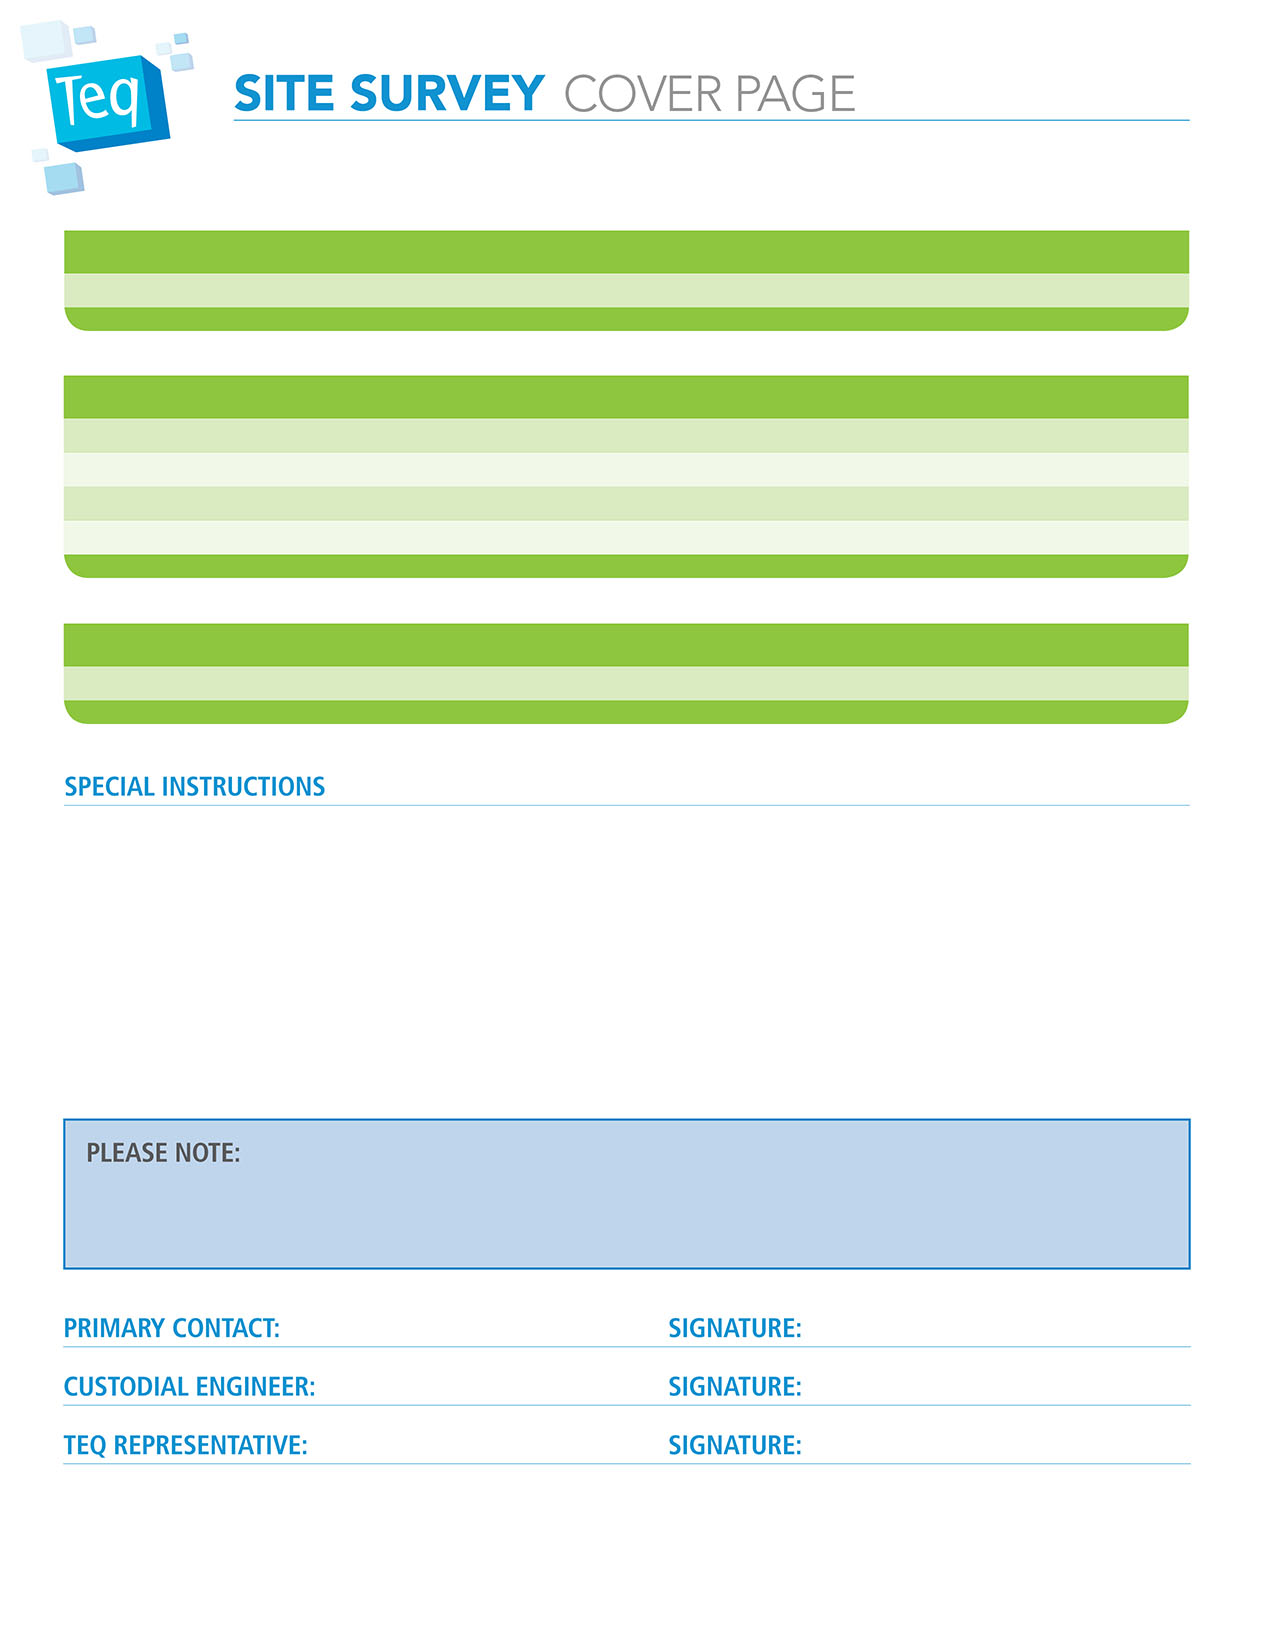 Teq
SITE SURVEY COVER PAGE
SPECIAL INSTRUCTIONS
PLEASE NOTE:
PRIMARY CONTACT: SIGNATURE:
CUSTODIAL ENGINEER: SIGNATURE:
TEQ REPRESENTATIVE: SIGNATURE: